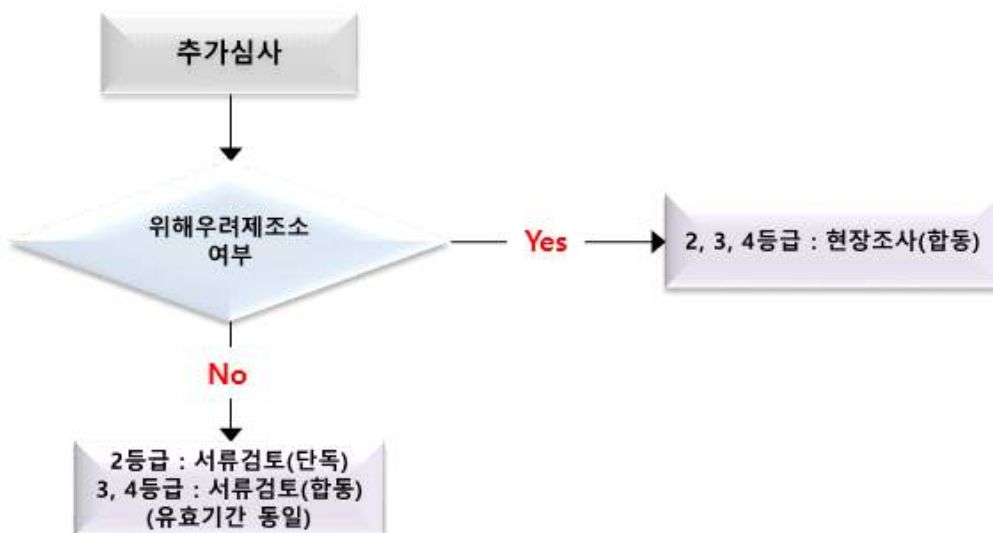 추가심사
위해우려제조소
여부
Yes
2, 3, 4등급 : 현장조사(합동)
No
2등급 : 서류검토(단독)
3, 4등급 : 서류검토(합동)
(유효기간 동일)